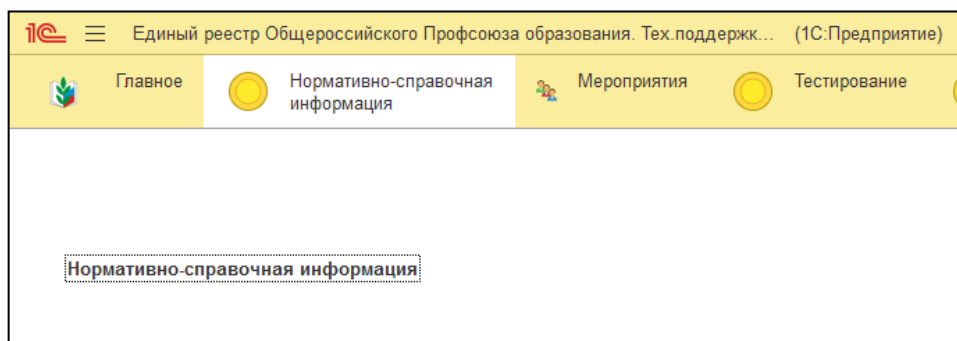 1С Единый реестр Общероссийского Профсоюза образования. Тех.поддержк... (1С:Предприятие)
Главное
Нормативно-справочная
информация
Мероприятия
Тестирование
Нормативно-справочная информация